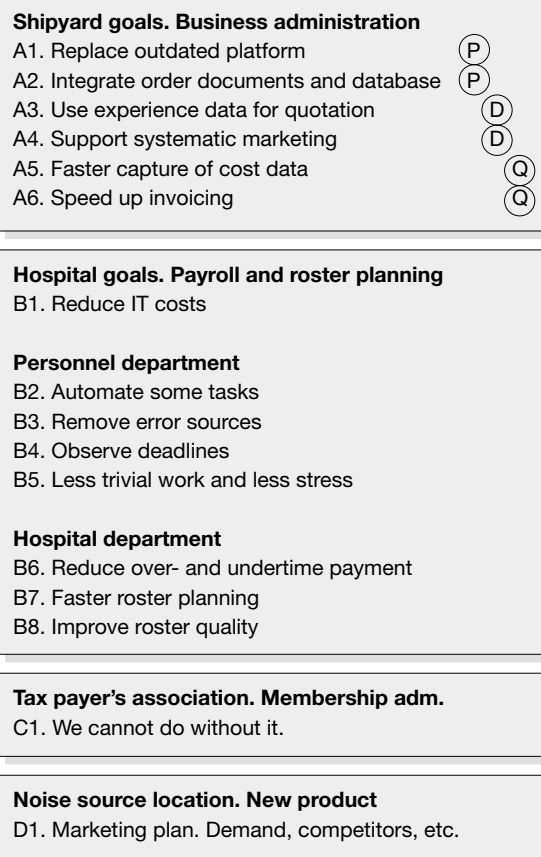 Shipyard goals. Business administration
A1. Replace outdated platform P
A2. Integrate order documents and database P
A3. Use experience data for quotation D
A4. Support systematic marketing D
A5. Faster capture of cost data Q
A6. Speed up invoicing Q
Hospital goals. Payroll and roster planning
B1. Reduce IT costs
Personnel department
B2. Automate some tasks
B3. Remove error sources
B4. Observe deadlines
B5. Less trivial work and less stress
Hospital department
B6. Reduce over- and undertime payment
B7. Faster roster planning
B8. Improve roster quality
Tax payer’s association. Membership adm.
C1. We cannot do without it.
Noise source location. New product
D1. Marketing plan. Demand, competitors, etc.